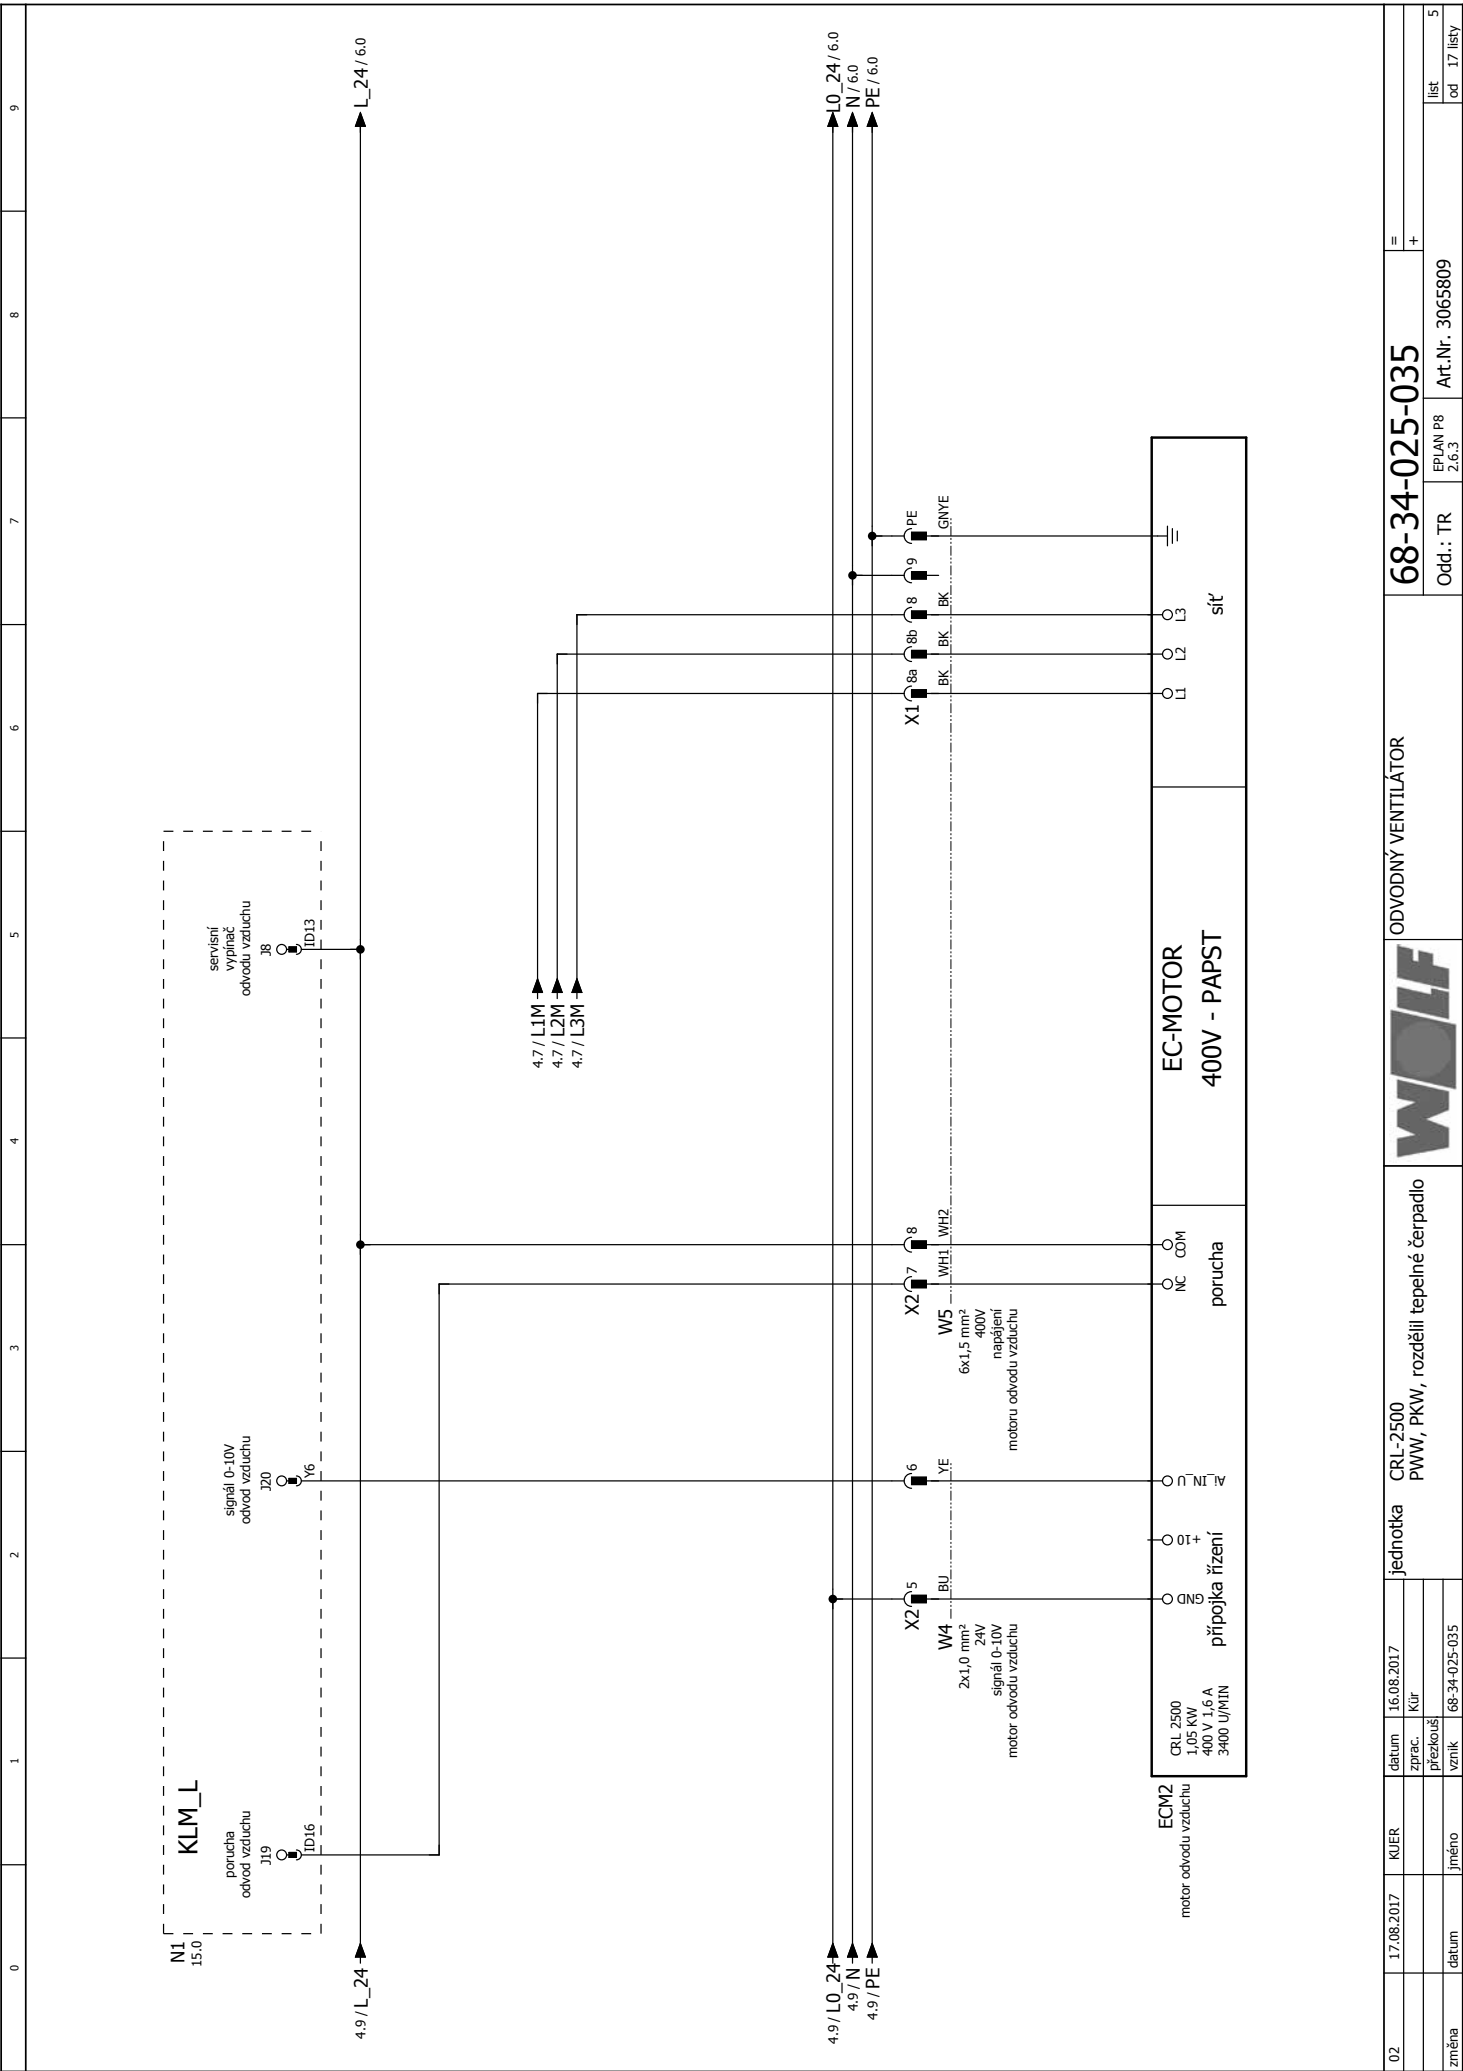 0
1
2
3
4
5
6
7
8
9
N1
15.0
KLM_L
porucha
odvod vzduchu
J19
ID16
signál 0-10V
odvod vzduchu
J20
Y6
servisní
vypínač
odvodu vzduchu
J8
ID13
4.9 / L_24
L_24 / 6.0
4.7 / L1M
4.7 / L2M
4.7 / L3M
4.9 / L0_24
4.9 / N
4.9 / PE
L0_24 / 6.0
N / 6.0
PE / 6.0
X2
5
6
X2
7
8
X1
8a
8b
8
9
PE
W4
BU
YE
2x1,0 mm²
24V
signál 0-10V
motor odvodu vzduchu
W5
WH1
WH2
BK
BK
BK
GNYE
6x1,5 mm²
400V
napájení
motoru odvodu vzduchu
ECM2
motor odvodu vzduchu
CRL 2500
1,05 KW
400 V 1,6 A
3400 U/MIN
GND
+10
Ai_IN_U
přípojka řízení
NC
COM
porucha
EC-MOTOR
400V - PAPST
L1
L2
L3
síť
02
17.08.2017
KUER
změna
datum
jméno
datum
16.08.2017
zprac.
Kür
přezkouš.
vznik
68-34-025-035
jednotka
CRL-2500
PWW, PKW, rozdělil tepelné čerpadlo
WOLF
ODVODNÝ VENTILÁTOR
68-34-025-035
=
+
Odd.: TR
EPLAN P8
2.6.3
Art.Nr. 3065809
list
5
od
17 listy